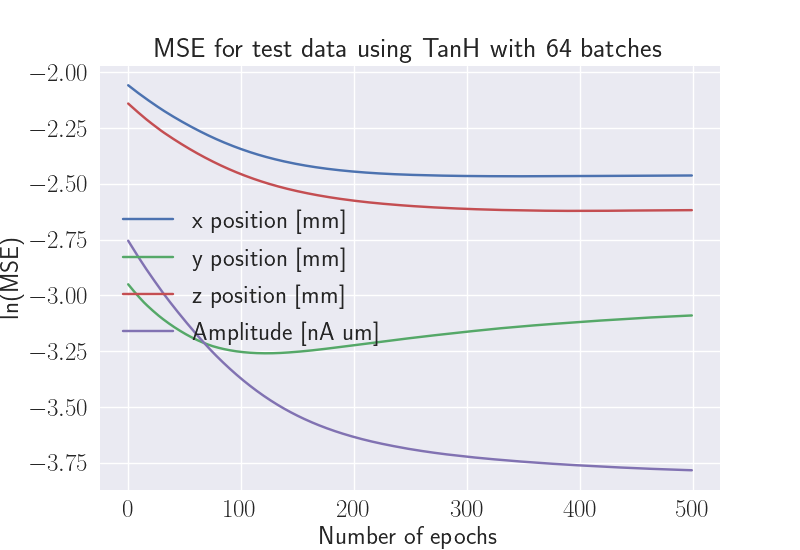 MSE for test data using TanH with 64 batches
−2.00
−2.25
−2.50
−2.75
−3.00
−3.25
−3.50
−3.75
ln(MSE)
x position [mm]
y position [mm]
z position [mm]
Amplitude [nA um]
0
100
200
300
400
500
Number of epochs